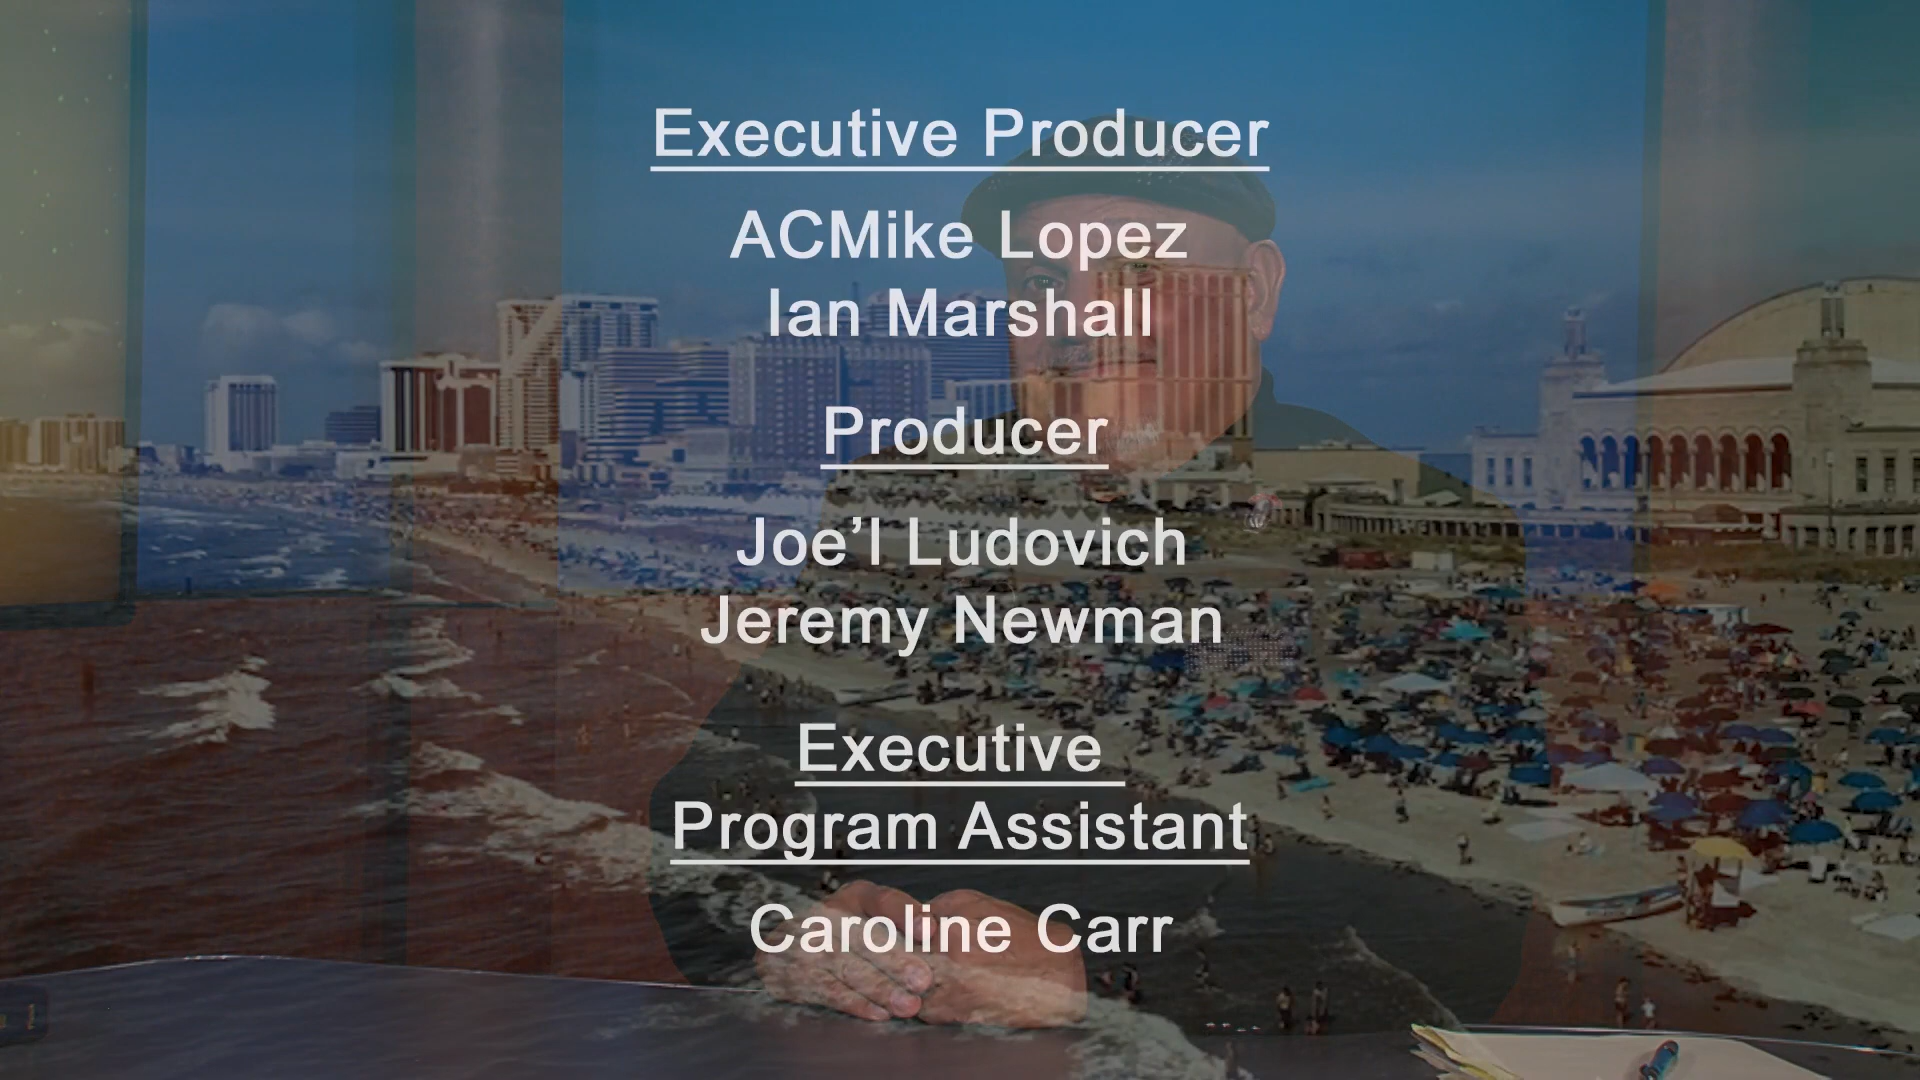 Executive Producer
ACMike Lopez
Ian Marshall
Producer
Joe’l Ludovich
Jeremy Newman
Executive
Program Assistant
Caroline Carr